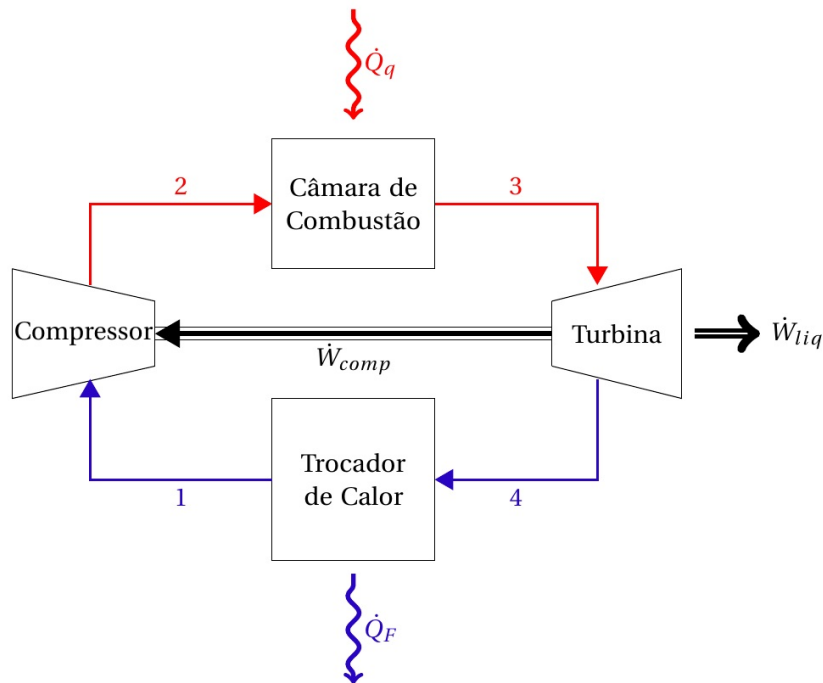 Q̇q
2
Câmara de
Combustão
3
Compressor
Turbina
Ẇliq
Ẇcomp
Trocador
de Calor
1
4
Q̇F